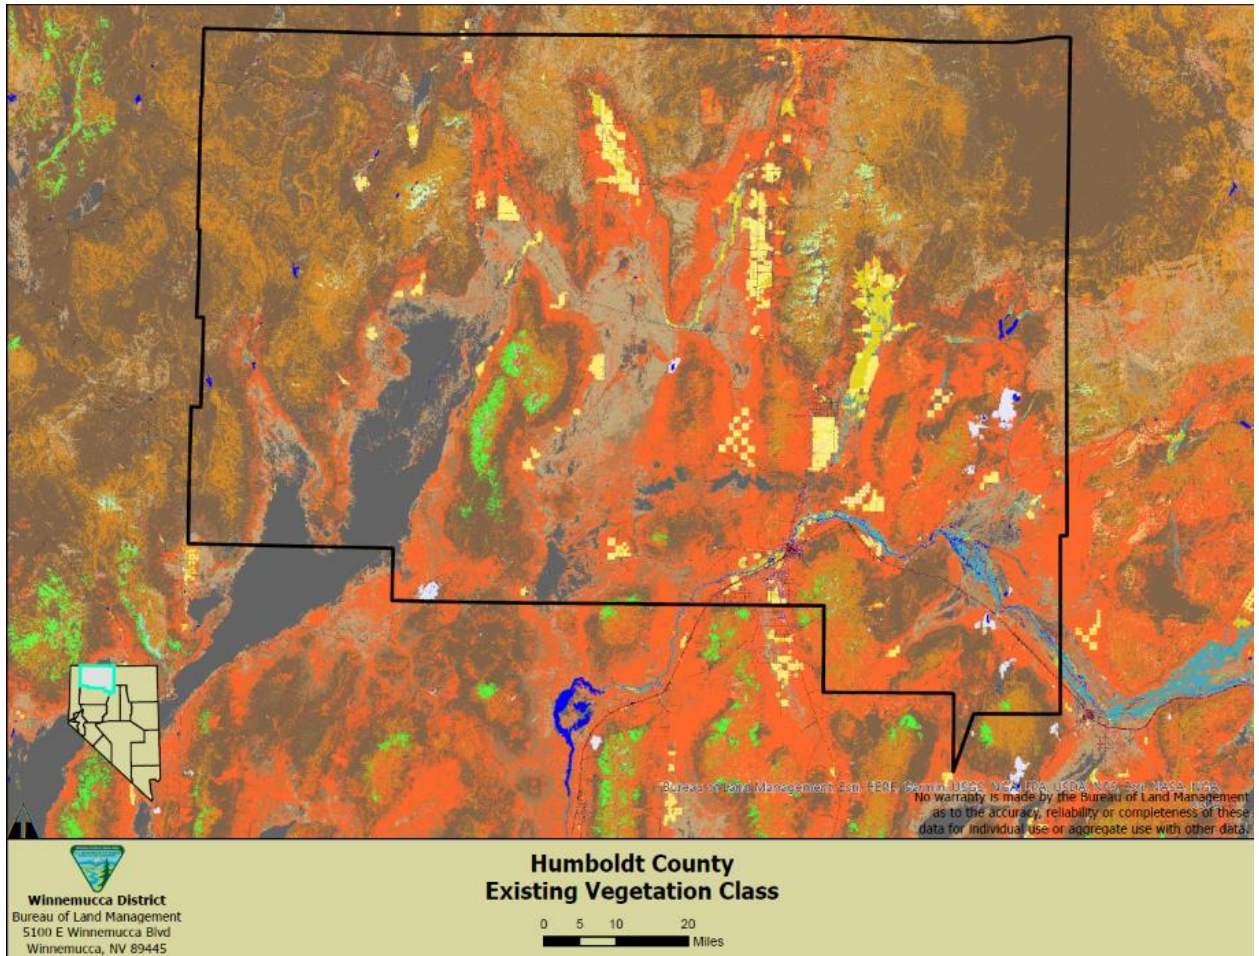 Bureau of Land Management, Esri, HERE, Garmin, USGS, NGA, EPA, USDA, NPS, Esri, NASA, NGA,
No warranty is made by the Bureau of Land Management
as to the accuracy, reliability or completeness of these
data for individual use or aggregate use with other data.
Winnemucca District
Bureau of Land Management
5100 E Winnemucca Blvd
Winnemucca, NV 89445
Humboldt County
Existing Vegetation Class
0 5 10 20
Miles